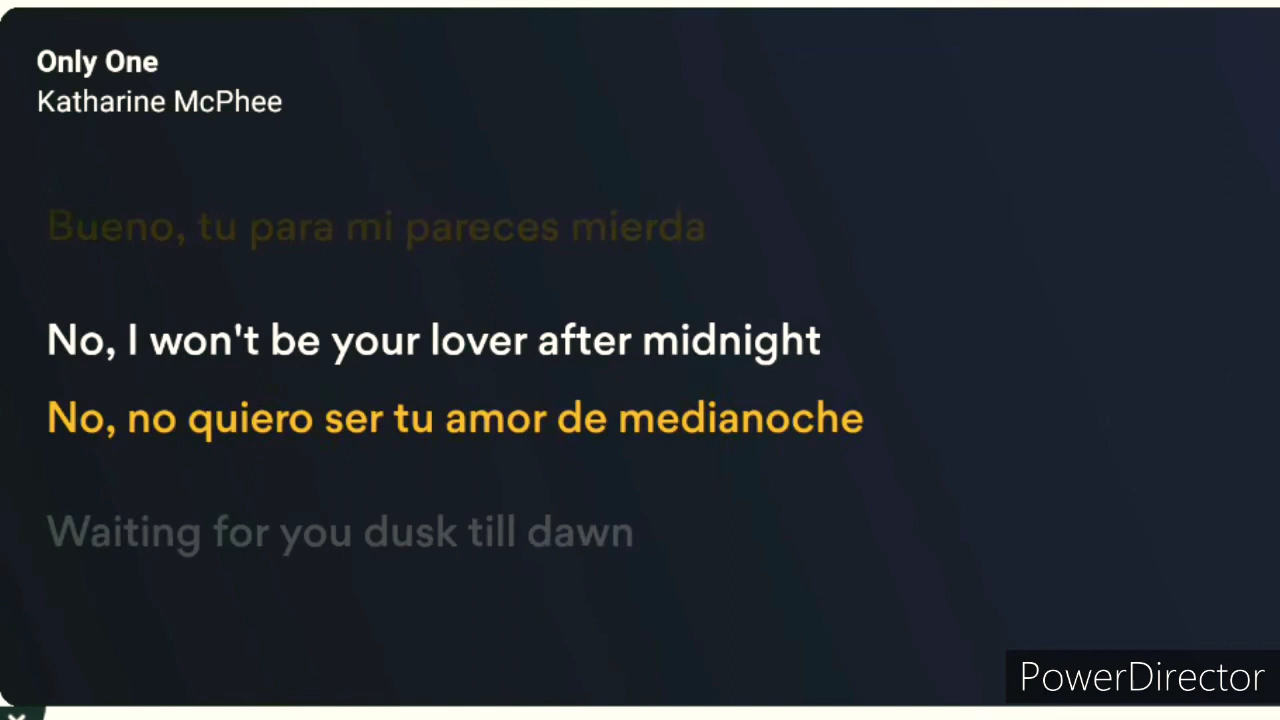 Only One
Katharine McPhee
Bueno, tu para mi pareces mierda
No, I won't be your lover after midnight
No, no quiero ser tu amor de medianoche
Waiting for you dusk till dawn
PowerDirector